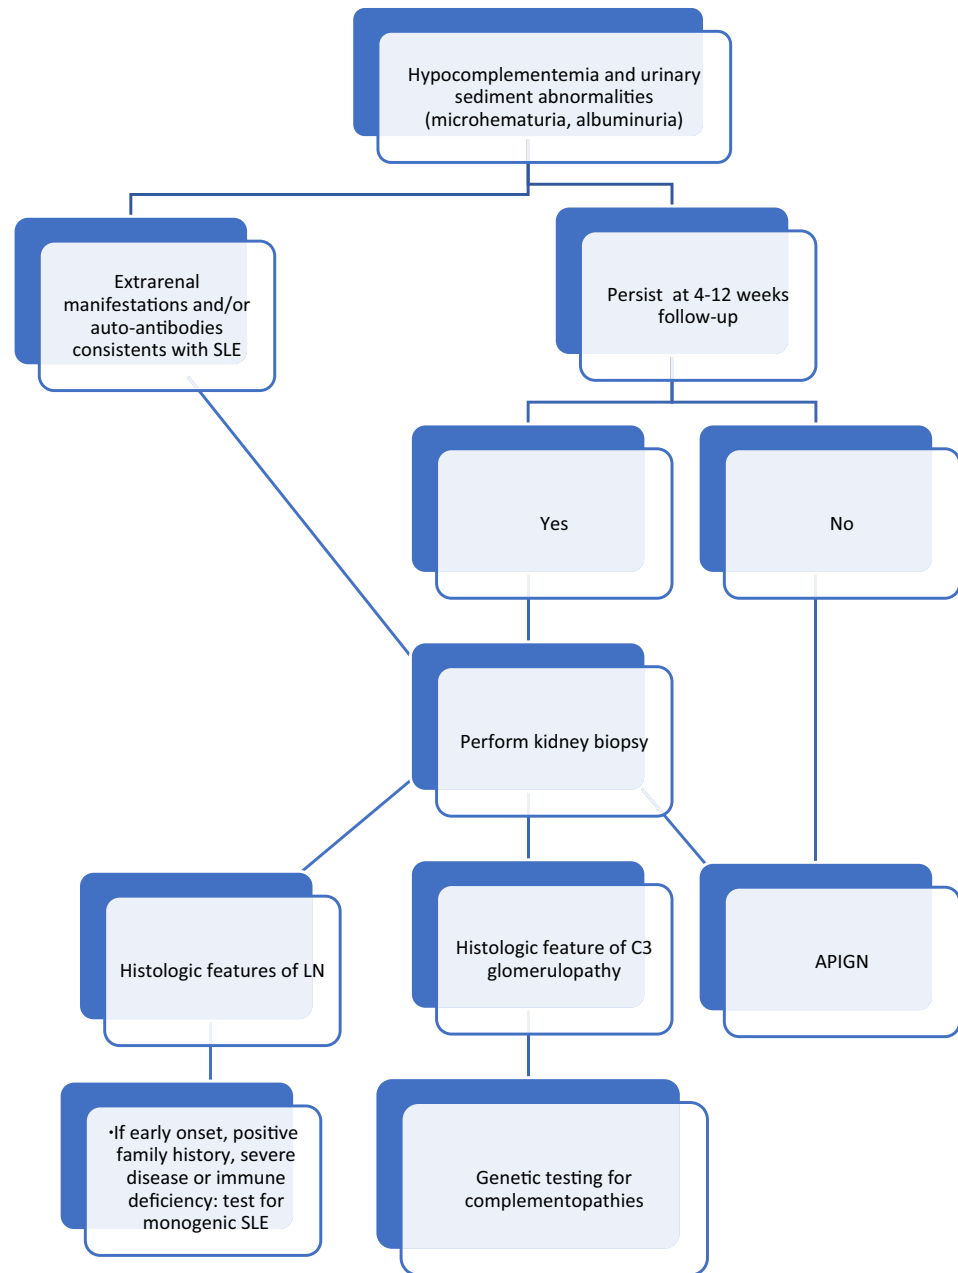 Hypocomplementemia and urinary
sediment abnormalities
(microhematuria, albuminuria)
Extrarenal
manifestations and/or
auto-antibodies
consistents with SLE
Persist at 4-12 weeks
follow-up
Yes
No
Perform kidney biopsy
Histologic features of LN
Histologic feature of C3
glomerulopathy
APIGN
·If early onset, positive
family history, severe
disease or immune
deficiency: test for
monogenic SLE
Genetic testing for
complementopathies